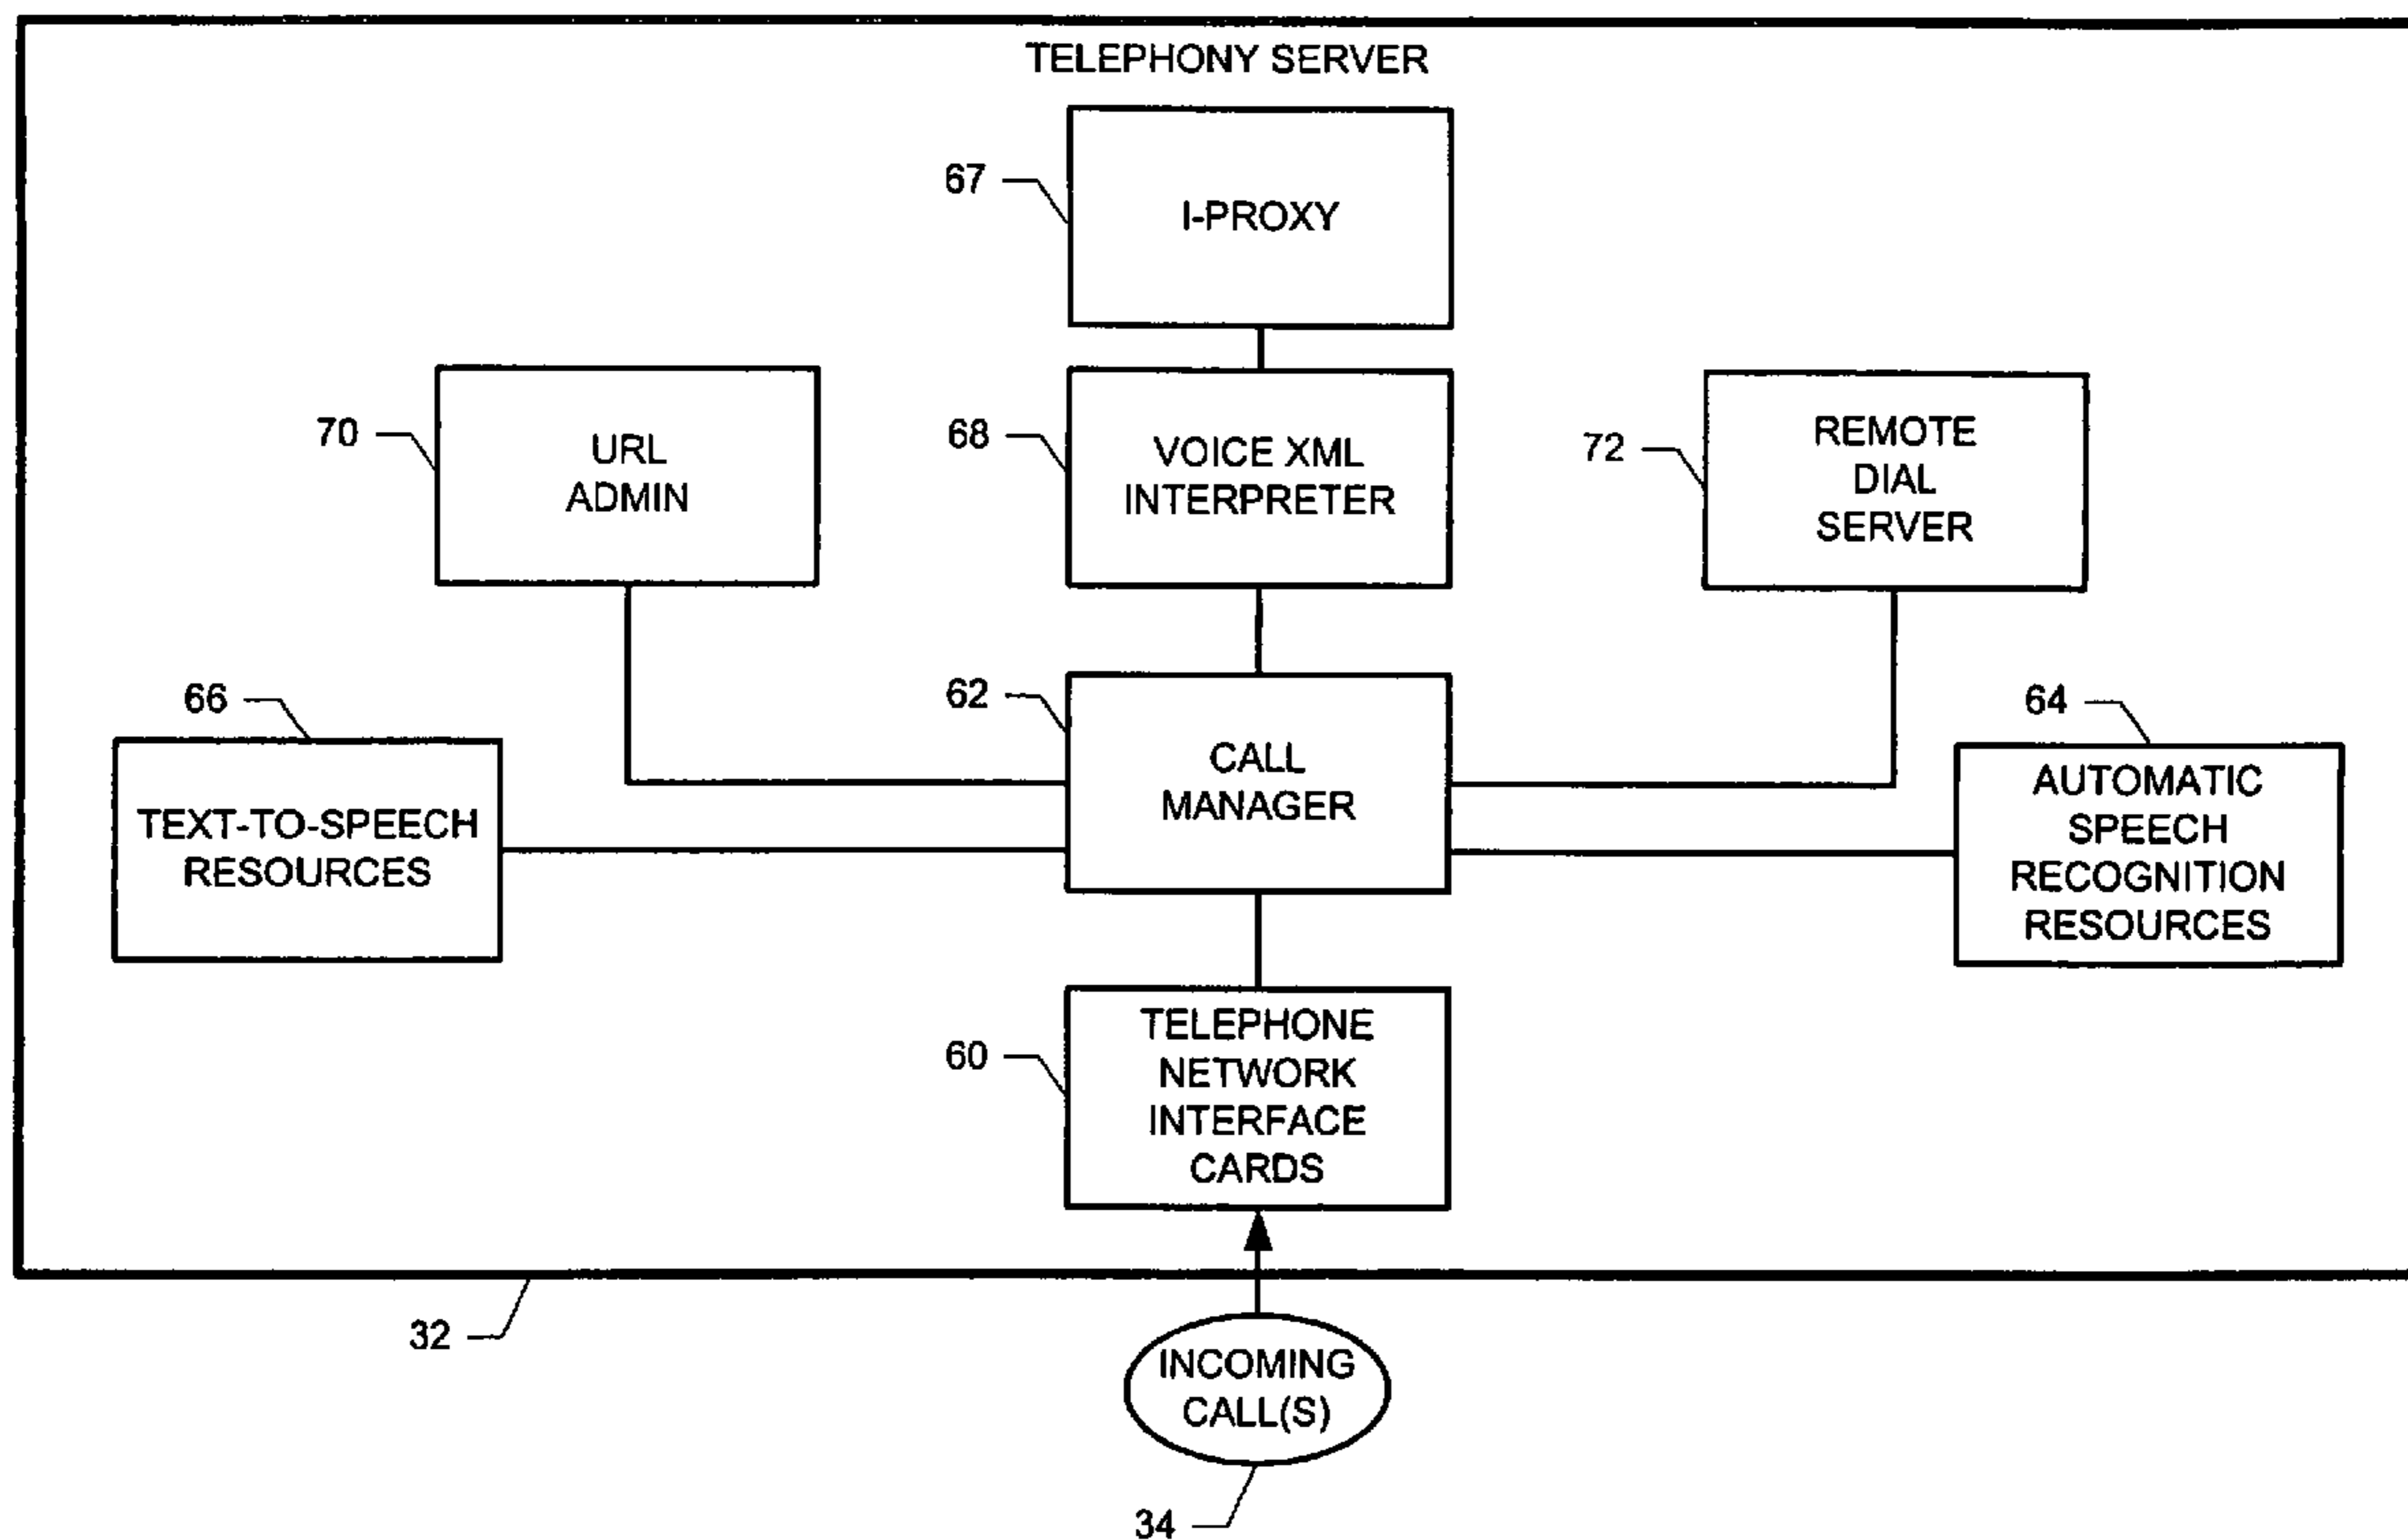 TELEPHONY SERVER
67
I-PROXY
70
URL
ADMIN
68
VOICE XML
INTERPRETER
72
REMOTE
DIAL
SERVER
66
TEXT-TO-SPEECH
RESOURCES
62
CALL
MANAGER
64
AUTOMATIC
SPEECH
RECOGNITION
RESOURCES
60
TELEPHONE
NETWORK
INTERFACE
CARDS
32
INCOMING
CALL(S)
34